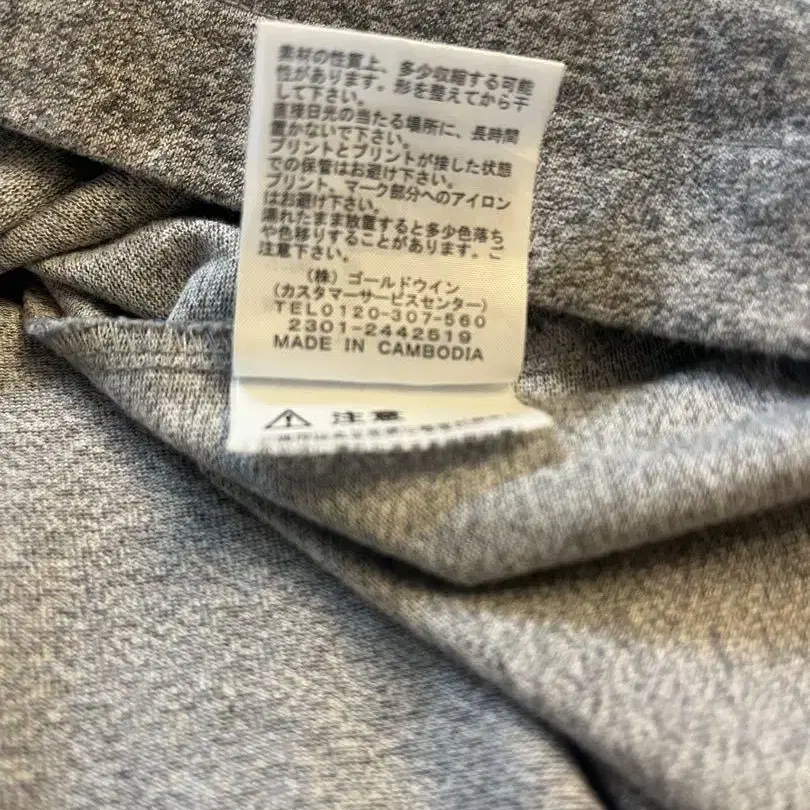 素材の性質上、多少収縮する可能
性があります。形を整えてから干
して下さい。
直接日光の当たる場所に、長時間
置かないで下さい。
プリントとプリントが接した状態
での保管はお避け下さい。
プリント、マーク部分へのアイロン
はお避け下さい。
濡れたまま放置すると多少色落ち
や色移りすることがあります。ご
注意下さい。
(株)ゴールドウイン
(カスタマーサービスセンター)
TEL0120-307-560
2301-2442519
MADE IN CAMBODIA
⚠ 注意